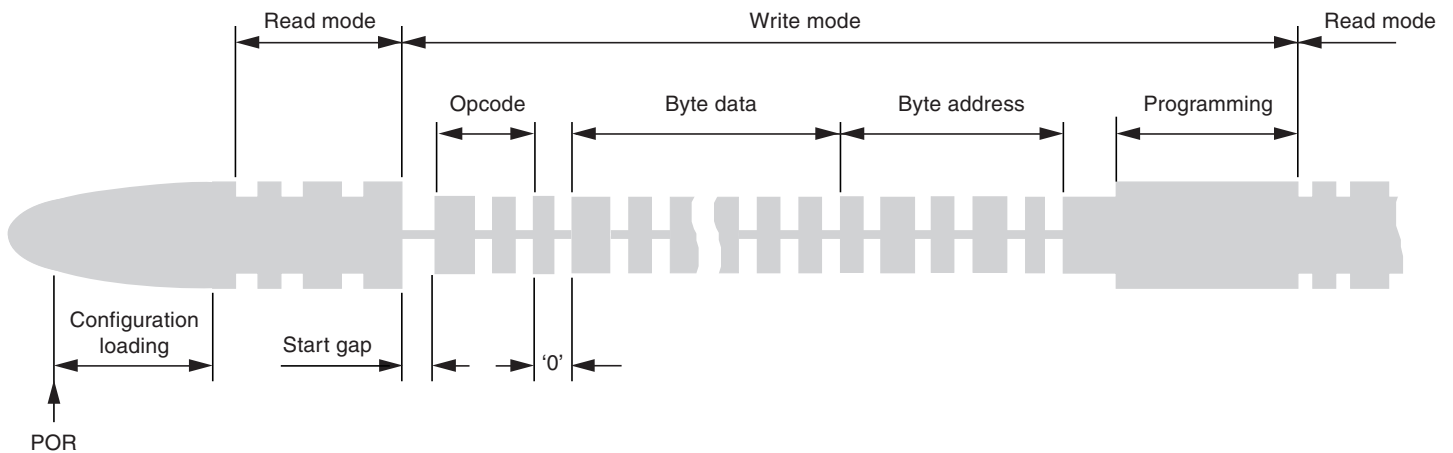 Read mode
Write mode
Read mode
Opcode
Byte data
Byte address
Programming
Configuration
loading
Start gap
‘0’
POR